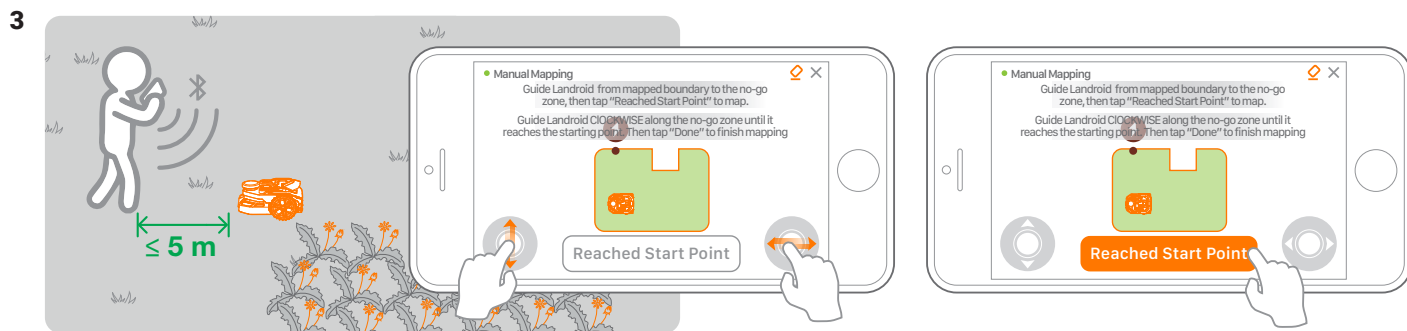 3
≤ 5 m
Manual Mapping
Guide Landroid from mapped boundary to the no-go
zone, then tap "Reached Start Point" to map.
Guide Landroid ClOCKWISE along the no-go zone until it
reaches the starting point. Then tap "Done" to finish mapping
Reached Start Point
Manual Mapping
Guide Landroid from mapped boundary to the no-go
zone, then tap "Reached Start Point" to map.
Guide Landroid ClOCKWISE along the no-go zone until it
reaches the starting point. Then tap "Done" to finish mapping
Reached Start Point